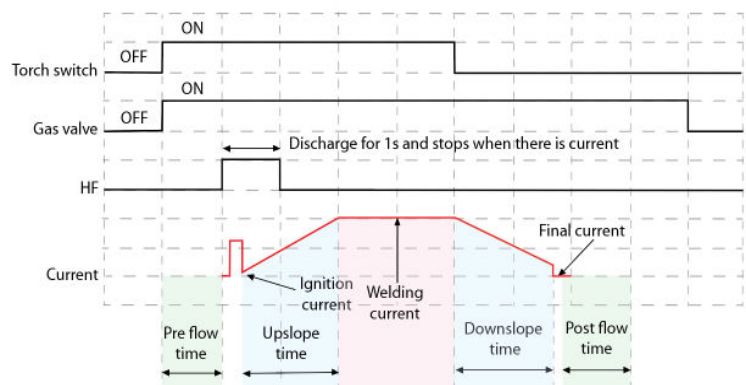 ON
OFF
Torch switch
ON
OFF
Gas valve
Discharge for 1s and stops when there is current
HF
Final current
Current
Ignition
current
Welding
current
Pre flow
time
Upslope
time
Downslope
time
Post flow
time